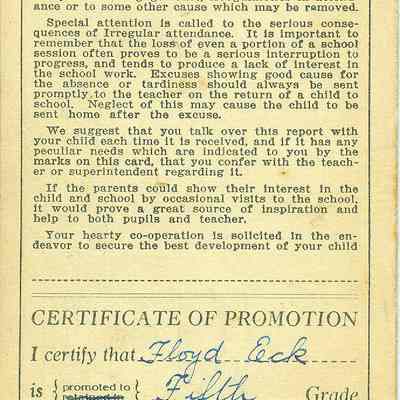 ance or to some other cause which may be removed.
Special attention is called to the serious conse-
quences of Irregular attendance. It is important to
remember that the loss of even a portion of a school
session often proves to be a serious interruption to
progress, and tends to produce a lack of interest in
the school work. Excuses showing good cause for
the absence or tardiness should always be sent
promptly to the teacher on the return of a child to
school. Neglect of this may cause the child to be
sent home after the excuse.
We suggest that you talk over this report with
your child each time it is received, and if it has any
peculiar needs which are indicated to you by the
marks on this card, that you confer with the teach-
er or superintendent regarding it.
If the parents could show their interest in the
child and school by occasional visits to the school,
it would prove a great source of inspiration and
help to both pupils and teacher.
Your hearty co-operation is solicited in the en-
deavor to secure the best development of your child
CERTIFICATE OF PROMOTION
I certify that Floyd Eck
is { promoted to } Fifth Grade
retained in